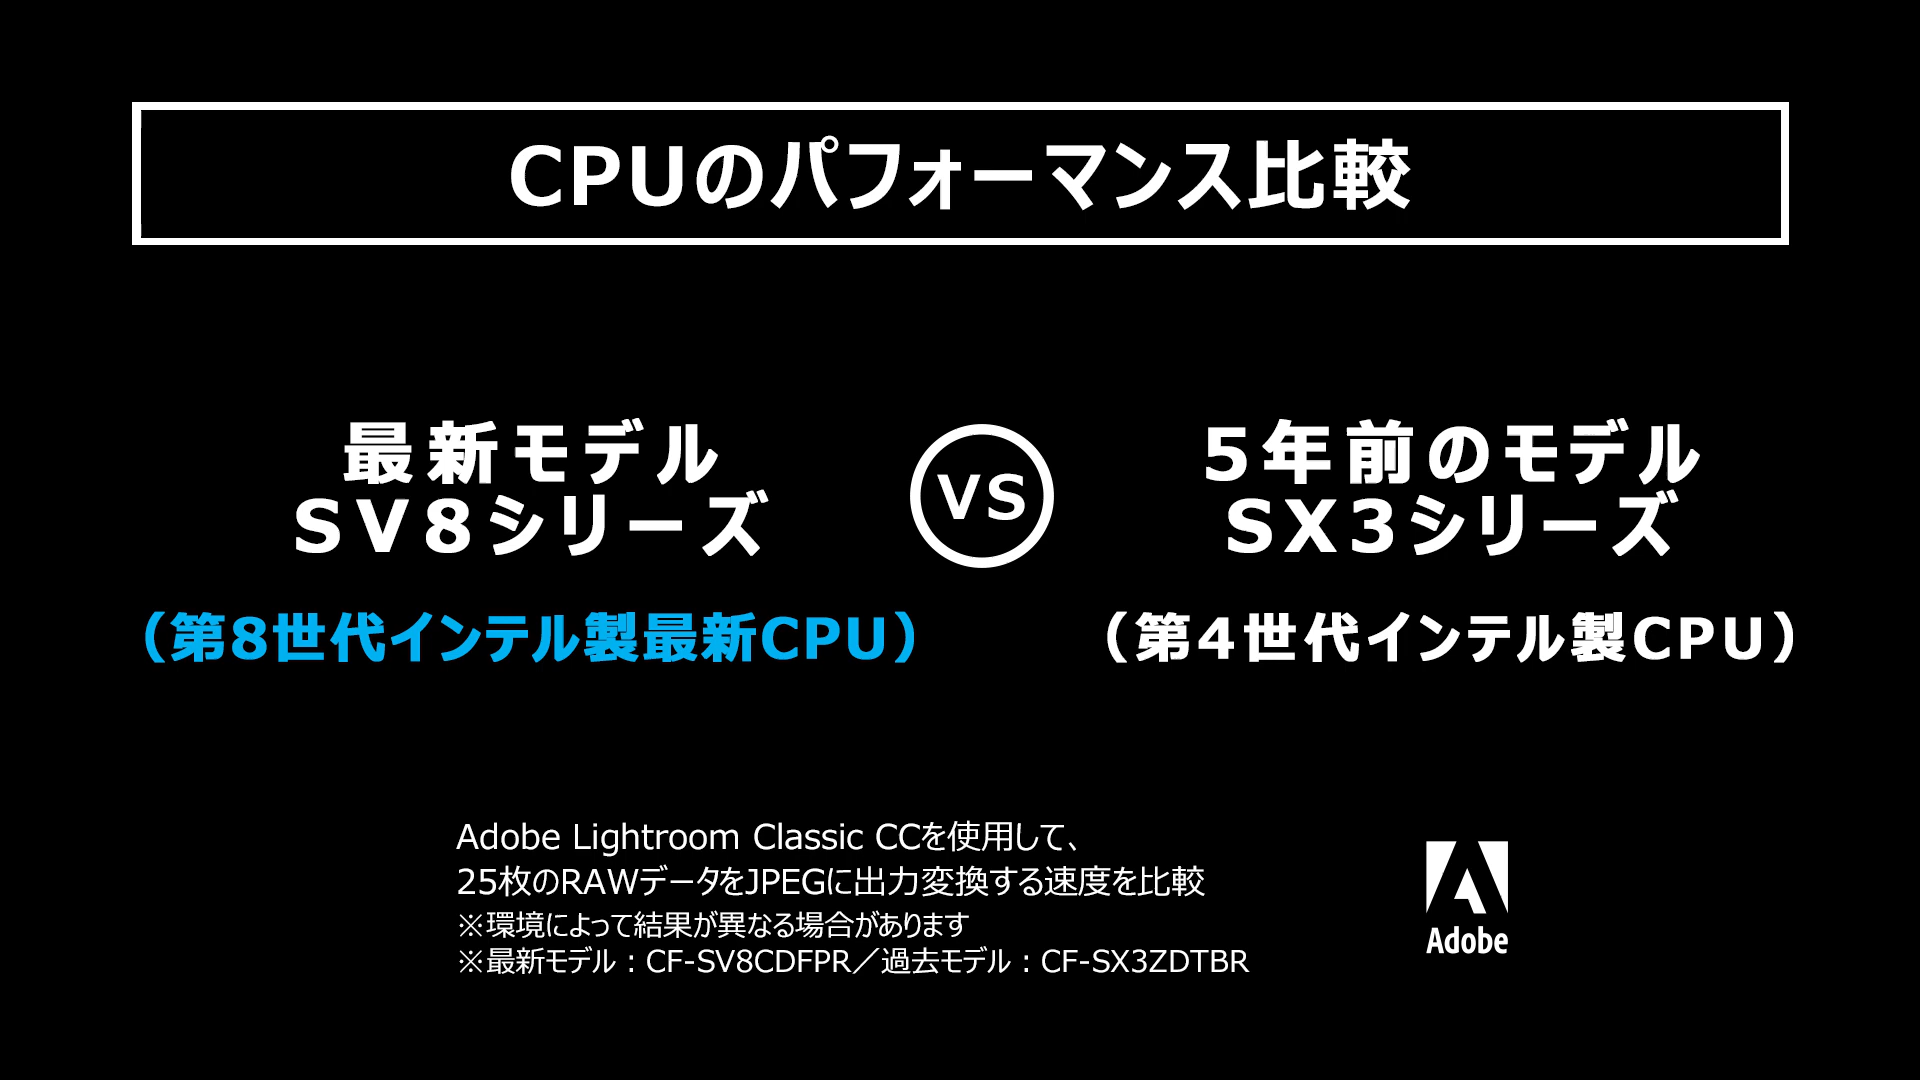 CPUのパフォーマンス比較
最新モデル
SV8シリーズ
（第8世代インテル製最新CPU）
VS
5年前のモデル
SX3シリーズ
（第4世代インテル製CPU）
Adobe Lightroom Classic CCを使用して、
25枚のRAWデータをJPEGに出力変換する速度を比較
※環境によって結果が異なる場合があります
※最新モデル：CF-SV8CDFPR／過去モデル：CF-SX3ZDTBR
Adobe